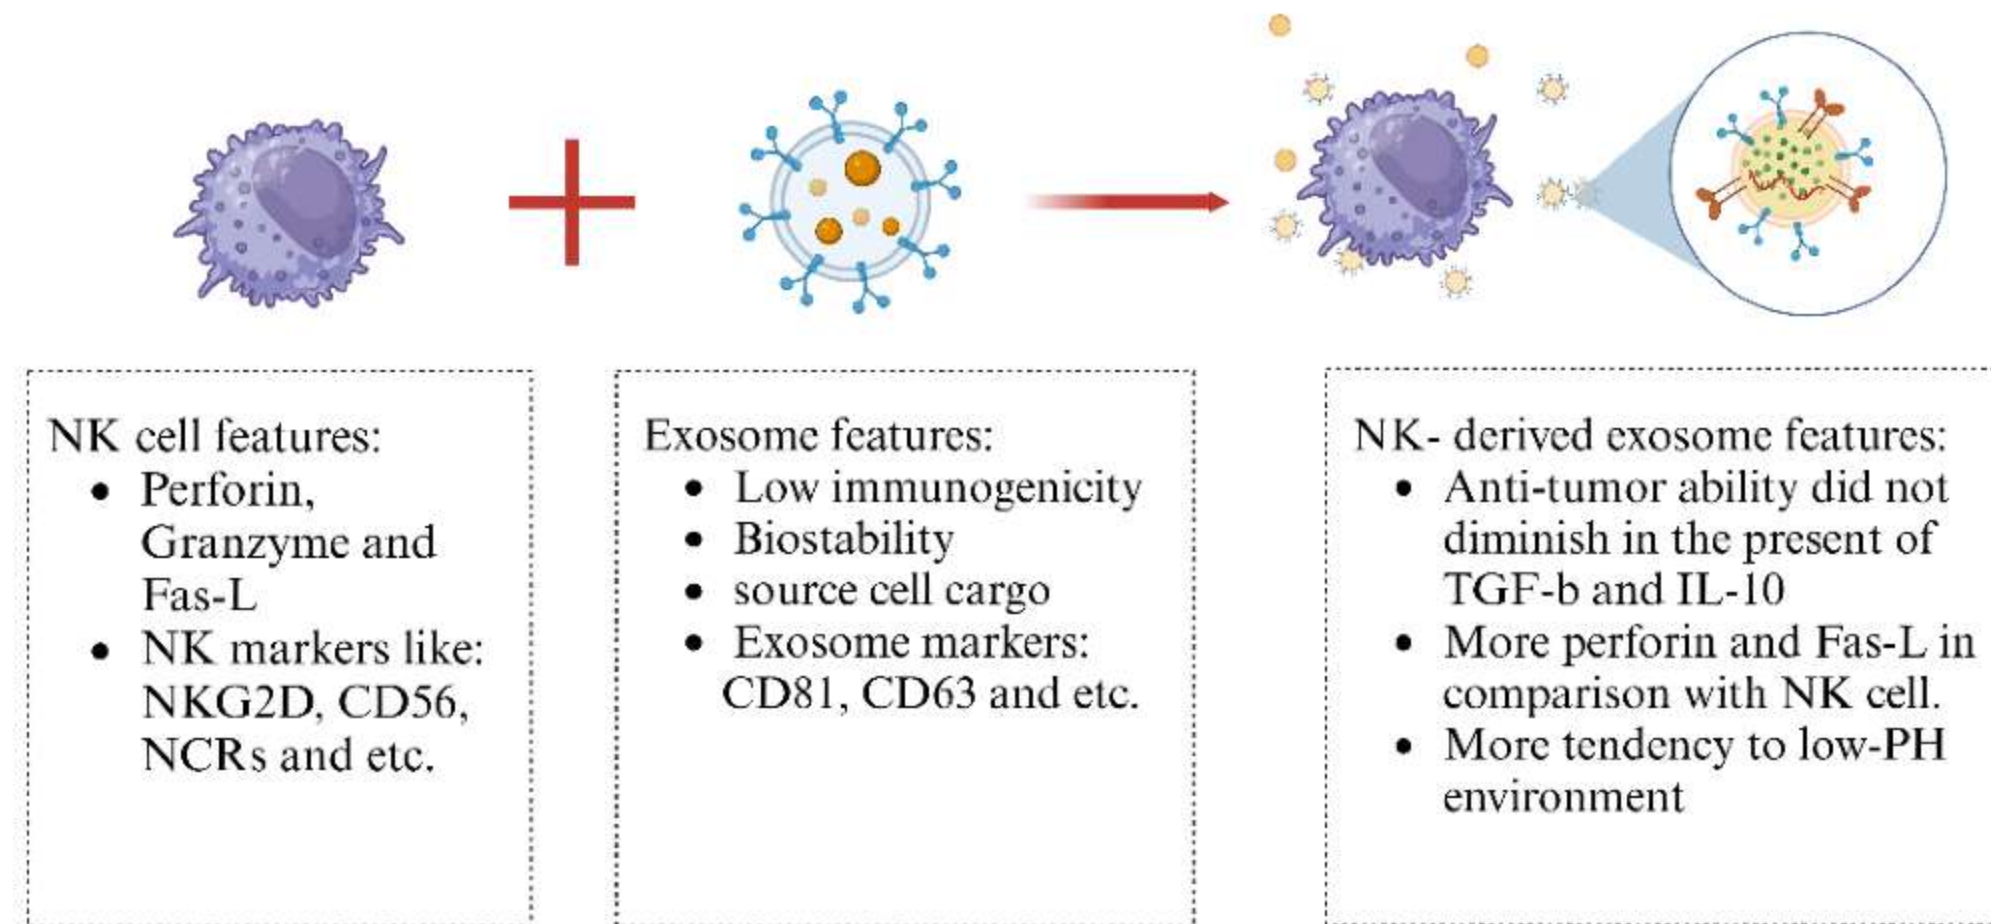 NK cell features:
• Perforin,
Granzyme and
Fas-L
• NK markers like:
NKG2D, CD56,
NCRs and etc.
Exosome features:
• Low immunogenicity
• Biostability
• source cell cargo
• Exosome markers:
CD81, CD63 and etc.
NK- derived exosome features:
• Anti-tumor ability did not
diminish in the present of
TGF-b and IL-10
• More perforin and Fas-L in
comparison with NK cell.
• More tendency to low-PH
environment